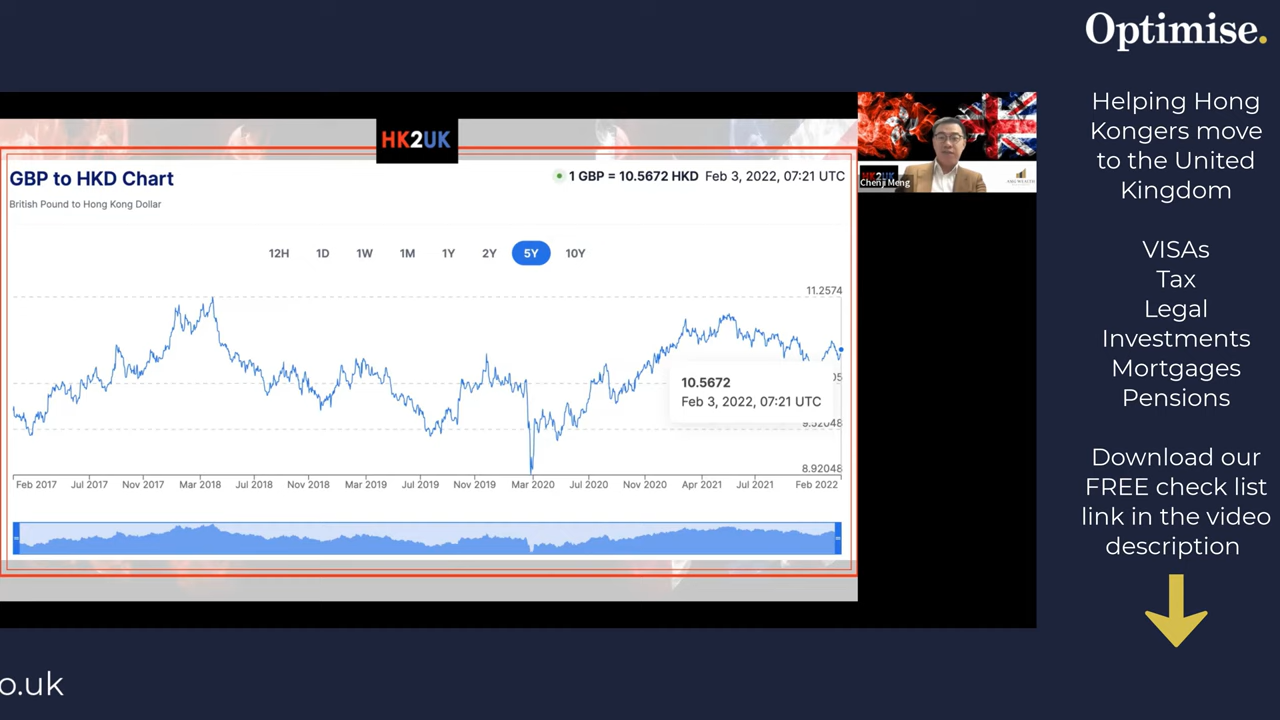 Optimise.
Helping Hong
Kongers move
to the United
Kingdom
VISAs
Tax
Legal
Investments
Mortgages
Pensions
Download our
FREE check list
link in the video
description
HK2UK
GBP to HKD Chart
1 GBP = 10.5672 HKD Feb 3, 2022, 07:21 UTC
British Pound to Hong Kong Dollar
12H 1D 1W 1M 1Y 2Y 5Y 10Y
11.2574
10.5672
Feb 3, 2022, 07:21 UTC
05
9.52048
8.92048
Feb 2017 Jul 2017 Nov 2017 Mar 2018 Jul 2018 Nov 2018 Mar 2019 Jul 2019 Nov 2019 Mar 2020 Jul 2020 Nov 2020 Apr 2021 Jul 2021 Feb 2022
Chenji Meng
o.uk